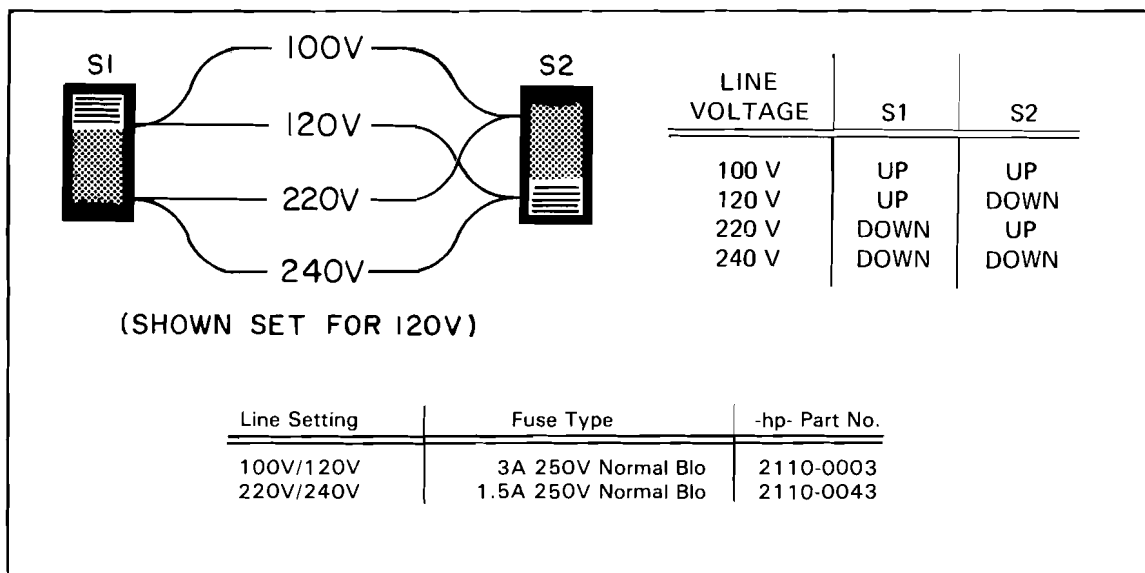 S1
100V
120V
220V
240V
S2
(SHOWN SET FOR 120V)
LINE VOLTAGE S1 S2
100 V UP UP
120 V UP DOWN
220 V DOWN UP
240 V DOWN DOWN
Line Setting Fuse Type -hp- Part No.
100V/120V 3A 250V Normal Blo 2110-0003
220V/240V 1.5A 250V Normal Blo 2110-0043